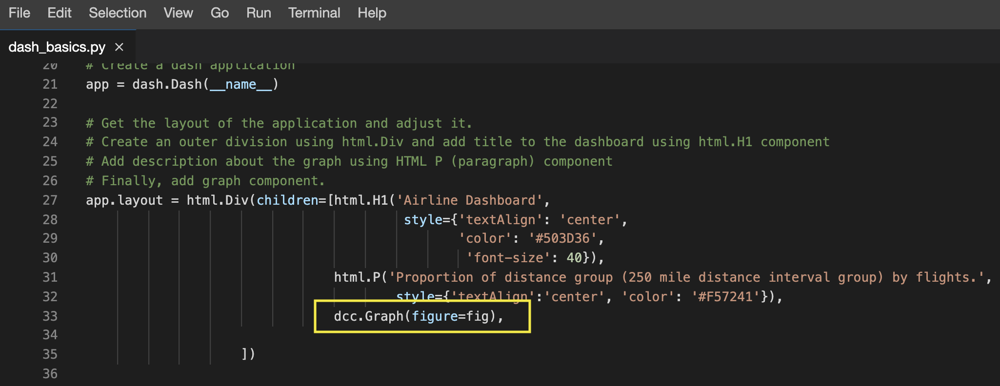 File Edit Selection View Go Run Terminal Help
dash_basics.py ×
20 # Create a dash application
21 app = dash.Dash(__name__)
22
23 # Get the layout of the application and adjust it.
24 # Create an outer division using html.Div and add title to the dashboard using html.H1 component
25 # Add description about the graph using HTML P (paragraph) component
26 # Finally, add graph component.
27 app.layout = html.Div(children=[html.H1('Airline Dashboard',
28 style={'textAlign': 'center',
29 'color': '#503D36',
30 'font-size': 40}),
31 html.P('Proportion of distance group (250 mile distance interval group) by flights.',
32 style={'textAlign':'center', 'color': '#F57241'}),
33 dcc.Graph(figure=fig),
34
35 ])
36